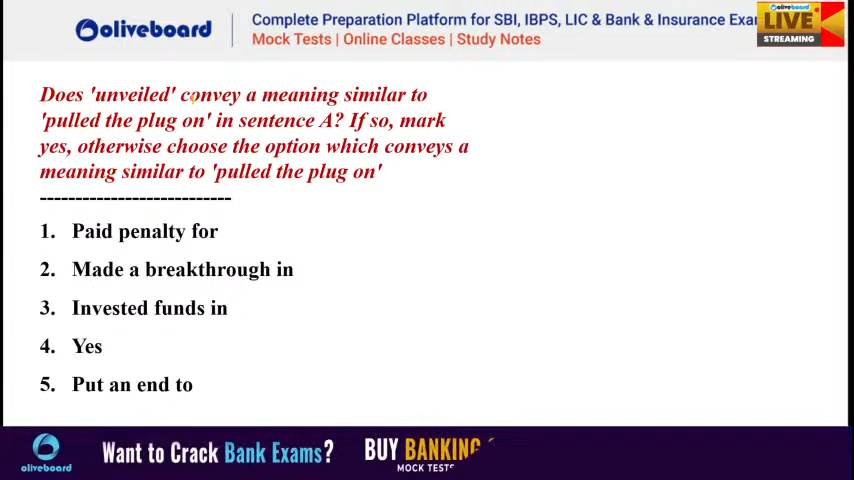 oliveboard
Complete Preparation Platform for SBI, IBPS, LIC & Bank & Insurance Exa
Mock Tests | Online Classes | Study Notes
oliveboard
LIVE
STREAMING
Does 'unveiled' convey a meaning similar to
'pulled the plug on' in sentence A? If so, mark
yes, otherwise choose the option which conveys a
meaning similar to 'pulled the plug on'
---------------------------
1. Paid penalty for
2. Made a breakthrough in
3. Invested funds in
4. Yes
5. Put an end to
oliveboard
Want to Crack Bank Exams?
BUY BANKING
MOCK TESTS